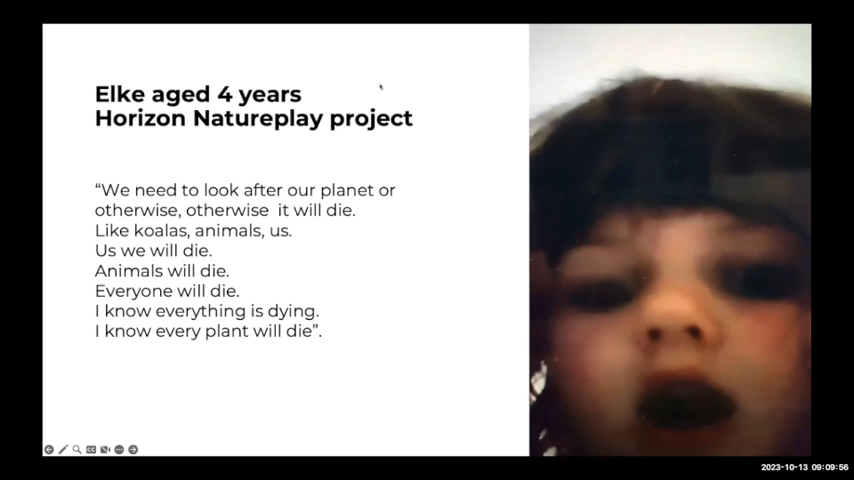 Elke aged 4 years
Horizon Natureplay project
“We need to look after our planet or
otherwise, otherwise  it will die.
Like koalas, animals, us.
Us we will die.
Animals will die.
Everyone will die.
I know everything is dying.
I know every plant will die”.
2023-10-13 09:09:56